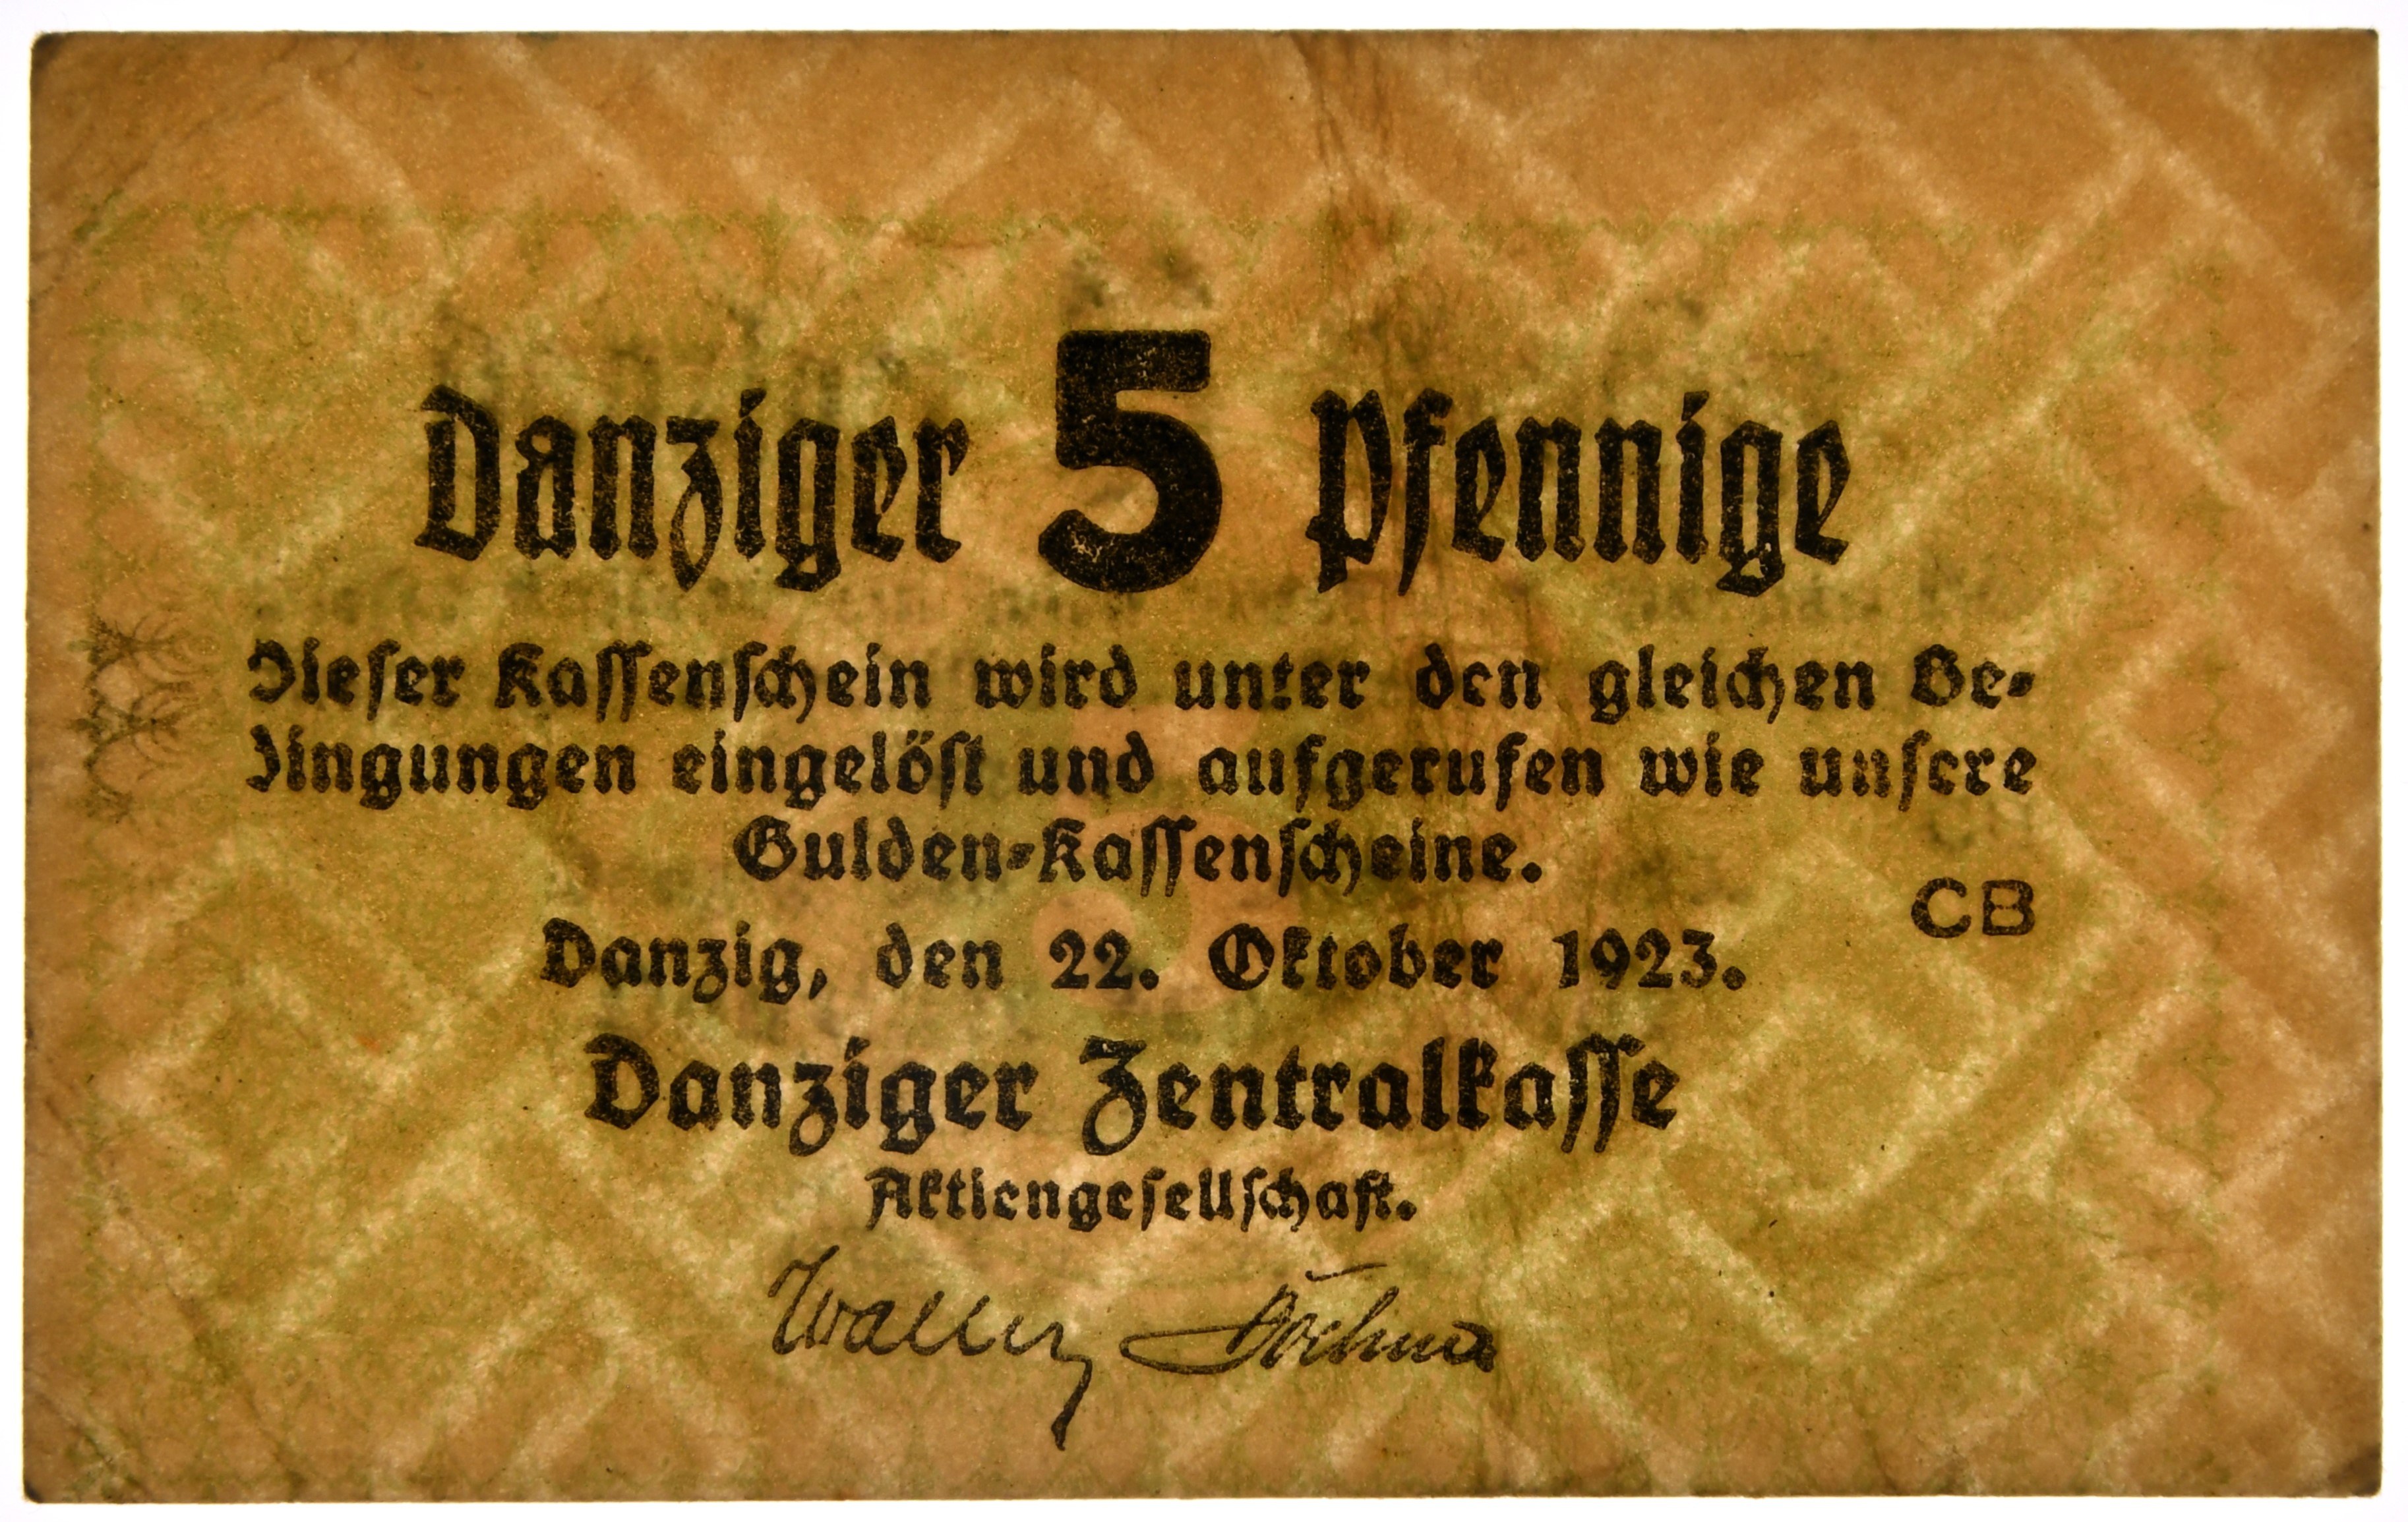 Danziger 5 Pfennige
Dieser Kassenschein wird unter den gleichen Be-
dingungen eingelöst und aufgerufen wie unsere
Gulden-Kassenscheine.
CB
Danzig, den 22. Oktober 1923.
Danziger Zentralkasse
Aktiengesellschaft.